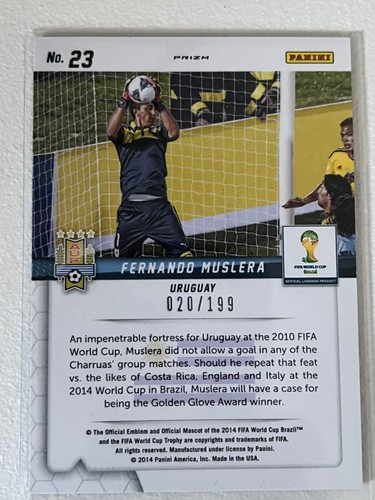 No. 23
PRIZM
PANINI
AUF
FIFA WORLD CUP
Brasil
OFFICIAL LICENSED PRODUCT
FERNANDO MUSLERA
URUGUAY
020/199
An impenetrable fortress for Uruguay at the 2010 FIFA
World Cup, Muslera did not allow a goal in any of the
Charruas' group matches. Should he repeat that feat
vs. the likes of Costa Rica, England and Italy at the
2014 World Cup in Brazil, Muslera will have a case for
being the Golden Glove Award winner.
© The Official Emblem and Official Mascot of the 2014 FIFA World Cup Brazil™
and the FIFA World Cup Trophy are copyrights and trademarks of FIFA.
All rights reserved. Manufactured under license by Panini.
© 2014 Panini America, Inc. Made in the USA.